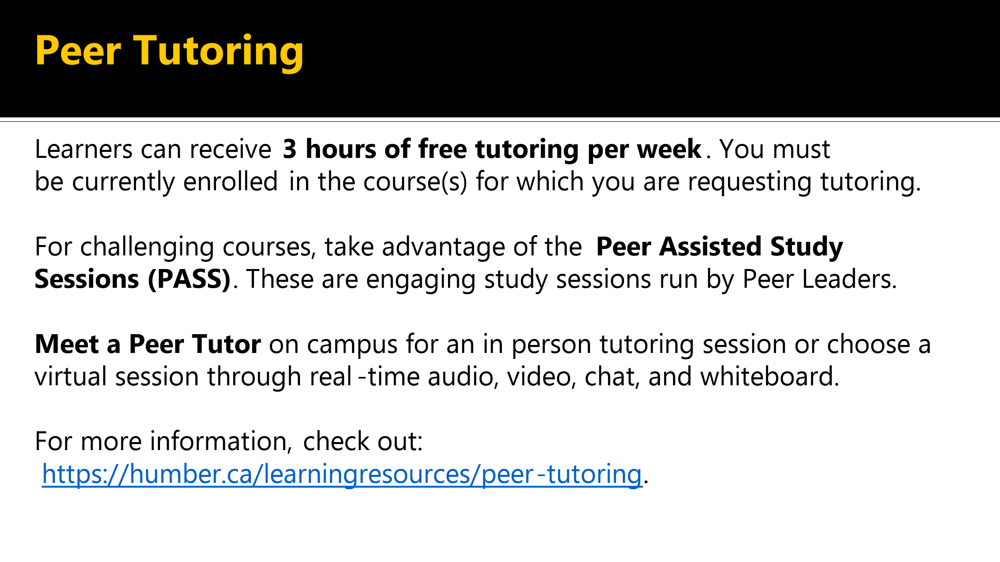 Peer Tutoring
Learners can receive 3 hours of free tutoring per week. You must
be currently enrolled in the course(s) for which you are requesting tutoring.
For challenging courses, take advantage of the Peer Assisted Study
Sessions (PASS). These are engaging study sessions run by Peer Leaders.
Meet a Peer Tutor on campus for an in person tutoring session or choose a
virtual session through real-time audio, video, chat, and whiteboard.
For more information, check out:
https://humber.ca/learningresources/peer-tutoring.